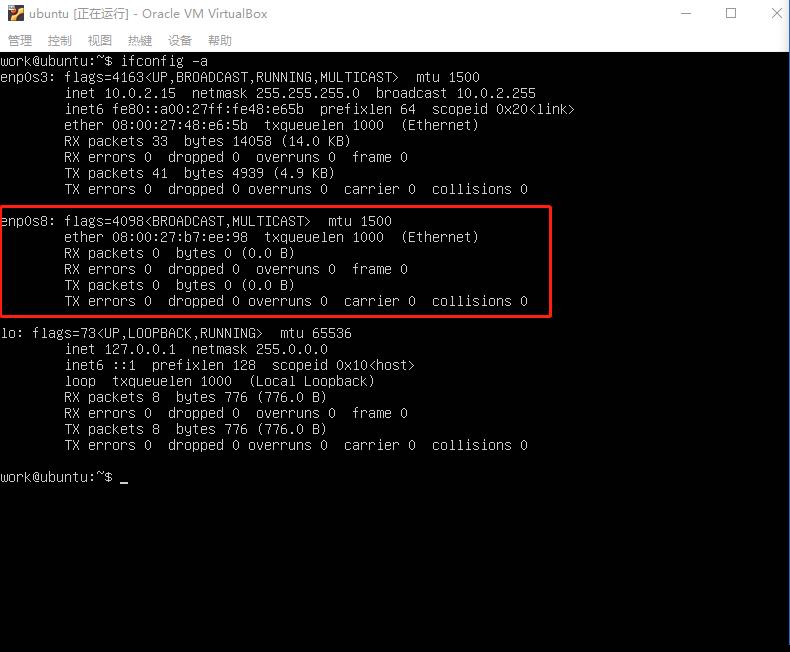 ubuntu [正在运行] - Oracle VM VirtualBox
管理 控制 视图 热键 设备 帮助
work@ubuntu:~$ ifconfig -a
enp0s3: flags=4163<UP,BROADCAST,RUNNING,MULTICAST>  mtu 1500
        inet 10.0.2.15  netmask 255.255.255.0  broadcast 10.0.2.255
        inet6 fe80::a00:27ff:fe48:e65b  prefixlen 64  scopeid 0x20<link>
        ether 08:00:27:48:e6:5b  txqueuelen 1000  (Ethernet)
        RX packets 33  bytes 14058 (14.0 KB)
        RX errors 0  dropped 0  overruns 0  frame 0
        TX packets 41  bytes 4939 (4.9 KB)
        TX errors 0  dropped 0 overruns 0  carrier 0  collisions 0
enp0s8: flags=4098<BROADCAST,MULTICAST>  mtu 1500
        ether 08:00:27:b7:ee:98  txqueuelen 1000  (Ethernet)
        RX packets 0  bytes 0 (0.0 B)
        RX errors 0  dropped 0  overruns 0  frame 0
        TX packets 0  bytes 0 (0.0 B)
        TX errors 0  dropped 0 overruns 0  carrier 0  collisions 0
lo: flags=73<UP,LOOPBACK,RUNNING>  mtu 65536
        inet 127.0.0.1  netmask 255.0.0.0
        inet6 ::1  prefixlen 128  scopeid 0x10<host>
        loop  txqueuelen 1000  (Local Loopback)
        RX packets 8  bytes 776 (776.0 B)
        RX errors 0  dropped 0  overruns 0  frame 0
        TX packets 8  bytes 776 (776.0 B)
        TX errors 0  dropped 0 overruns 0  carrier 0  collisions 0
work@ubuntu:~$ _